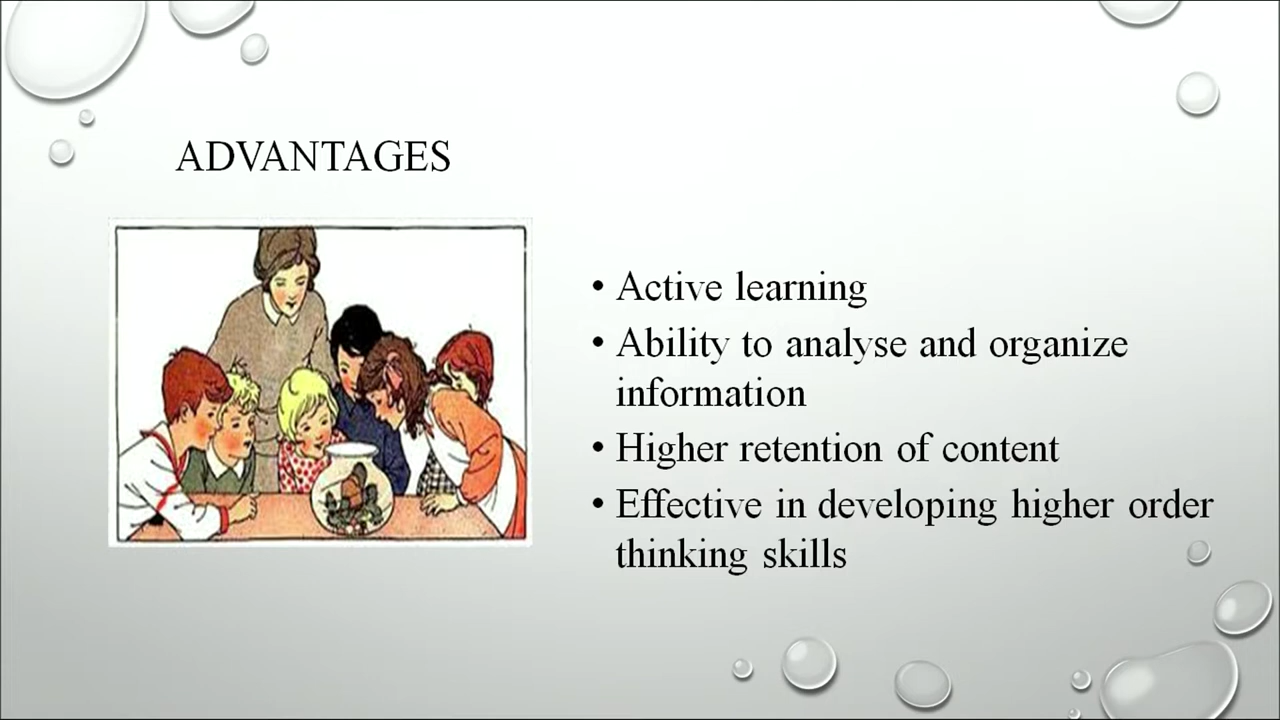 ADVANTAGES
• Active learning
• Ability to analyse and organize
information
• Higher retention of content
• Effective in developing higher order
thinking skills